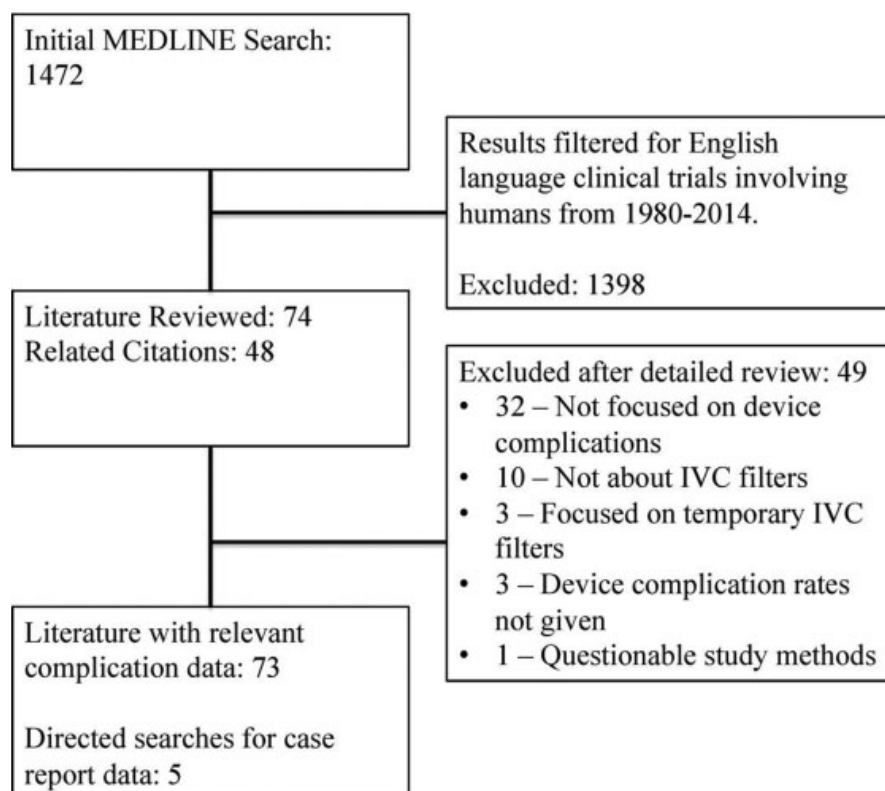 Initial MEDLINE Search:
1472
Results filtered for English
language clinical trials involving
humans from 1980-2014.
Excluded: 1398
Literature Reviewed: 74
Related Citations: 48
Excluded after detailed review: 49
• 32 – Not focused on device
complications
• 10 – Not about IVC filters
• 3 – Focused on temporary IVC
filters
• 3 – Device complication rates
not given
• 1 – Questionable study methods
Literature with relevant
complication data: 73
Directed searches for case
report data: 5